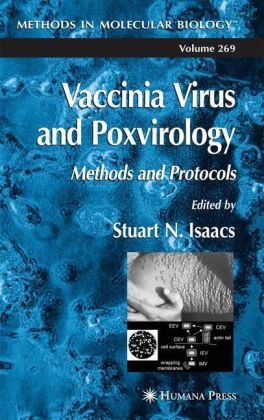 METHODS IN MOLECULAR BIOLOGY™
Volume 269
Vaccinia Virus
and Poxvirology
Methods and Protocols
Edited by
Stuart N. Isaacs
EEV
CEV
CEV
actin tail
cell surface
IEV
wrapping
membranes
IMV
HUMANA PRESS